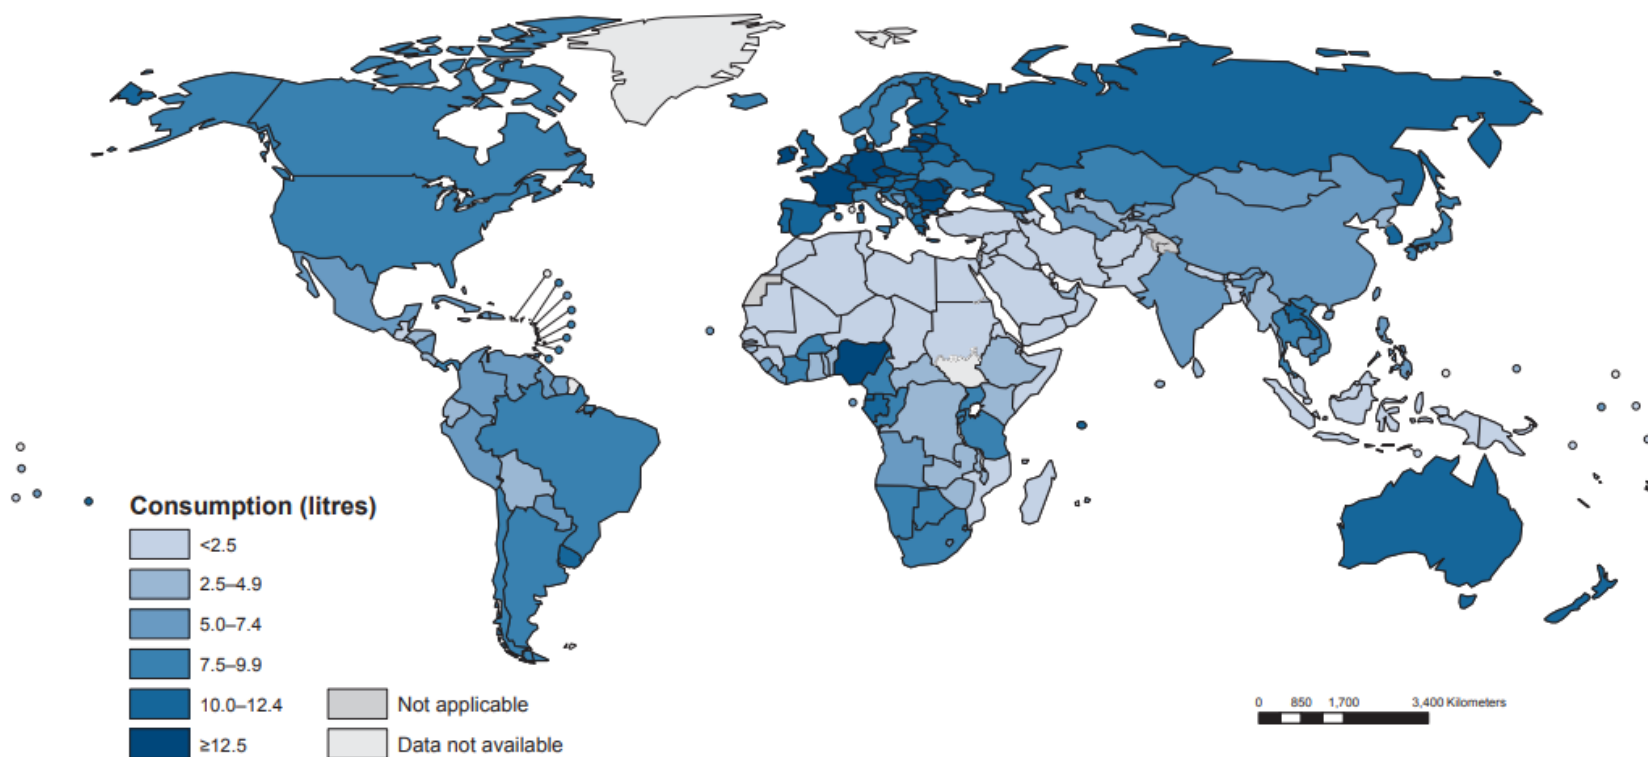 Consumption (litres)
<2.5
2.5–4.9
5.0–7.4
7.5–9.9
10.0–12.4
≥12.5
Not applicable
Data not available
0 850 1,700 3,400 Kilometers